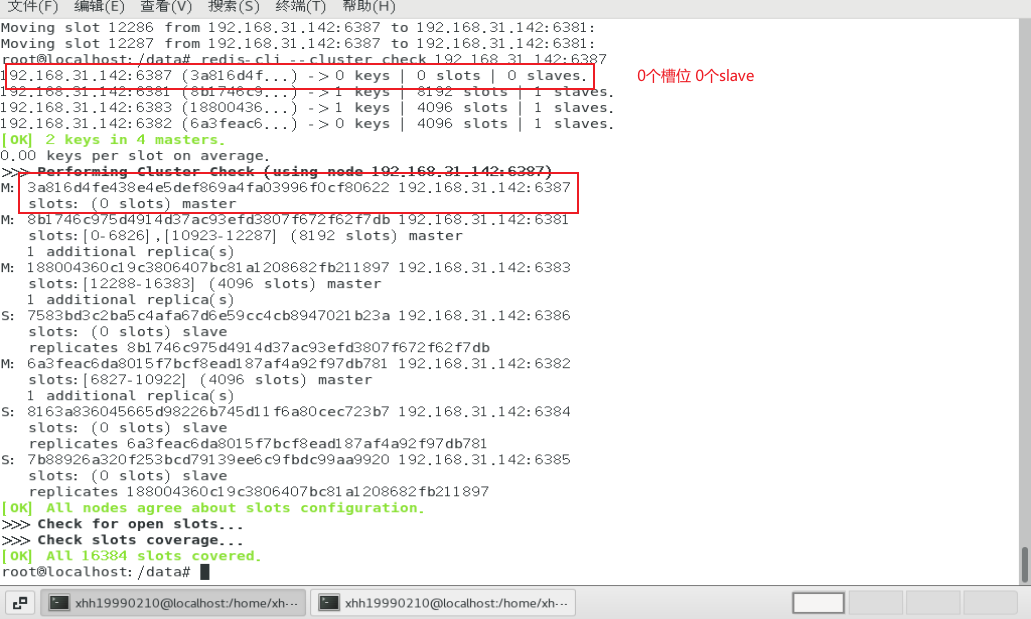 文件(F) 编辑(E) 查看(V) 搜索(S) 终端(T) 帮助(H)
Moving slot 12286 from 192.168.31.142:6387 to 192.168.31.142:6381:
Moving slot 12287 from 192.168.31.142:6387 to 192.168.31.142:6381:
root@localhost:/data# redis-cli --cluster check 192.168.31.142:6387
192.168.31.142:6387 (3a816d4f...) -> 0 keys | 0 slots | 0 slaves.
0个槽位 0个slave
192.168.31.142:6381 (8b1746c9...) -> 1 keys | 8192 slots | 1 slaves.
192.168.31.142:6383 (18800436...) -> 1 keys | 4096 slots | 1 slaves.
192.168.31.142:6382 (6a3feac6...) -> 0 keys | 4096 slots | 1 slaves.
[OK] 2 keys in 4 masters.
0.00 keys per slot on average.
>>> Performing Cluster Check (using node 192.168.31.142:6387)
M: 3a816d4fe438e4e5def869a4fa03996f0cf80622 192.168.31.142:6387
slots: (0 slots) master
M: 8b1746c975d4914d37ac93efd3807f672f62f7db 192.168.31.142:6381
slots:[0-6826],[10923-12287] (8192 slots) master
1 additional replica(s)
M: 188004360c19c3806407bc81a1208682fb211897 192.168.31.142:6383
slots:[12288-16383] (4096 slots) master
1 additional replica(s)
S: 7583bd3c2ba5c4afa67d6e59cc4cb8947021b23a 192.168.31.142:6386
slots: (0 slots) slave
replicates 8b1746c975d4914d37ac93efd3807f672f62f7db
M: 6a3feac6da8015f7bcf8ead187af4a92f97db781 192.168.31.142:6382
slots:[6827-10922] (4096 slots) master
1 additional replica(s)
S: 8163a836045665d98226b745d11f6a80cec723b7 192.168.31.142:6384
slots: (0 slots) slave
replicates 6a3feac6da8015f7bcf8ead187af4a92f97db781
S: 7b88926a320f253bcd79139ee6c9fbdc99aa9920 192.168.31.142:6385
slots: (0 slots) slave
replicates 188004360c19c3806407bc81a1208682fb211897
[OK] All nodes agree about slots configuration.
>>> Check for open slots...
>>> Check slots coverage...
[OK] All 16384 slots covered.
root@localhost:/data#
xhh19990210@localhost:/home/xh··· xhh19990210@localhost:/home/xh···